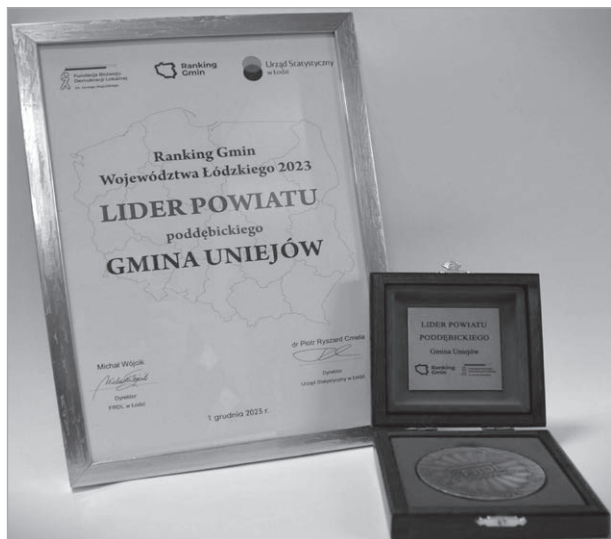 Fundacja Rozwoju
Demokracji Lokalnej
Ranking
Gmin
Urząd Statystyczny
w Łodzi
Ranking Gmin
Województwa Łódzkiego 2023
LIDER POWIATU
poddębickiego
GMINA UNIEJÓW
Michał Wójcik
Dyrektor
FRDL w Łodzi
dr Piotr Ryszard Cmela
Dyrektor
Urząd Statystyczny w Łodzi
1 grudnia 2023 r.
LIDER POWIATU
PODDĘBICKIEGO
Gmina Uniejów
Ranking
Gmin